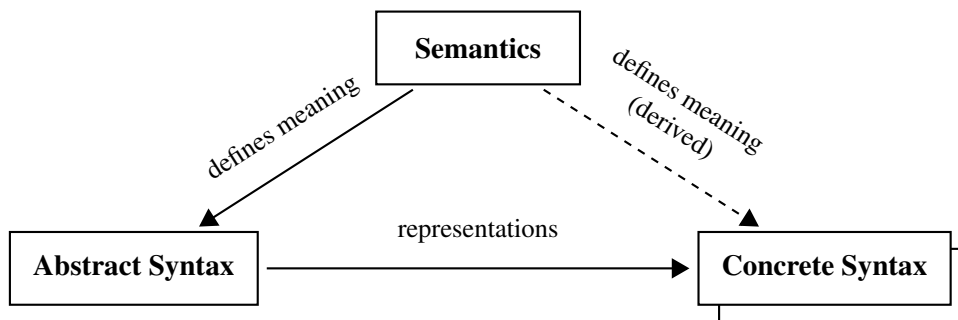 Semantics
defines meaning
defines meaning
(derived)
representations
Abstract Syntax
Concrete Syntax